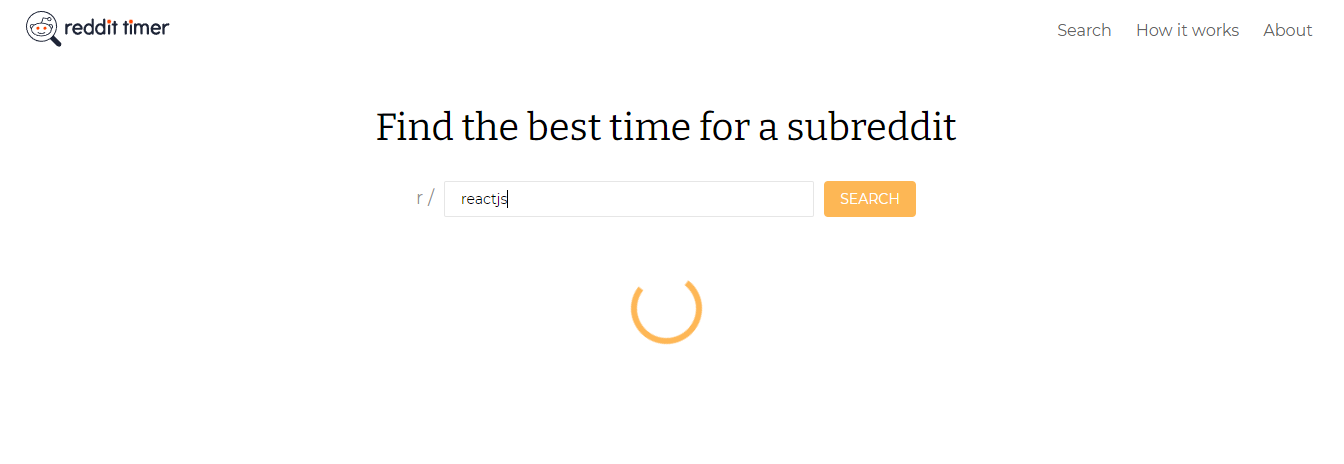 reddit timer
Search How it works About
Find the best time for a subreddit
r / reactjs SEARCH